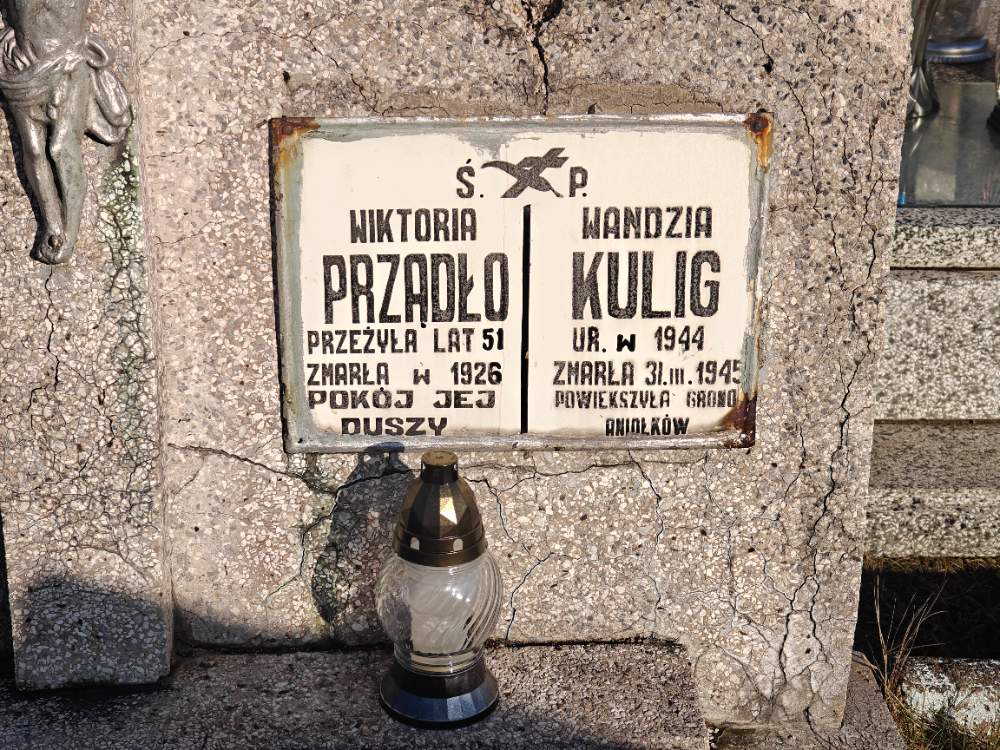 Ś. P.
WIKTORIA
PRZĄDŁO
PRZEŻYŁA LAT 51
ZMARŁA W 1926
POKÓJ JEJ
DUSZY
WANDZIA
KULIG
UR. W 1944
ZMARŁA 31.III.1945
POWIEKSZYŁA GRONO
ANIOŁKÓW